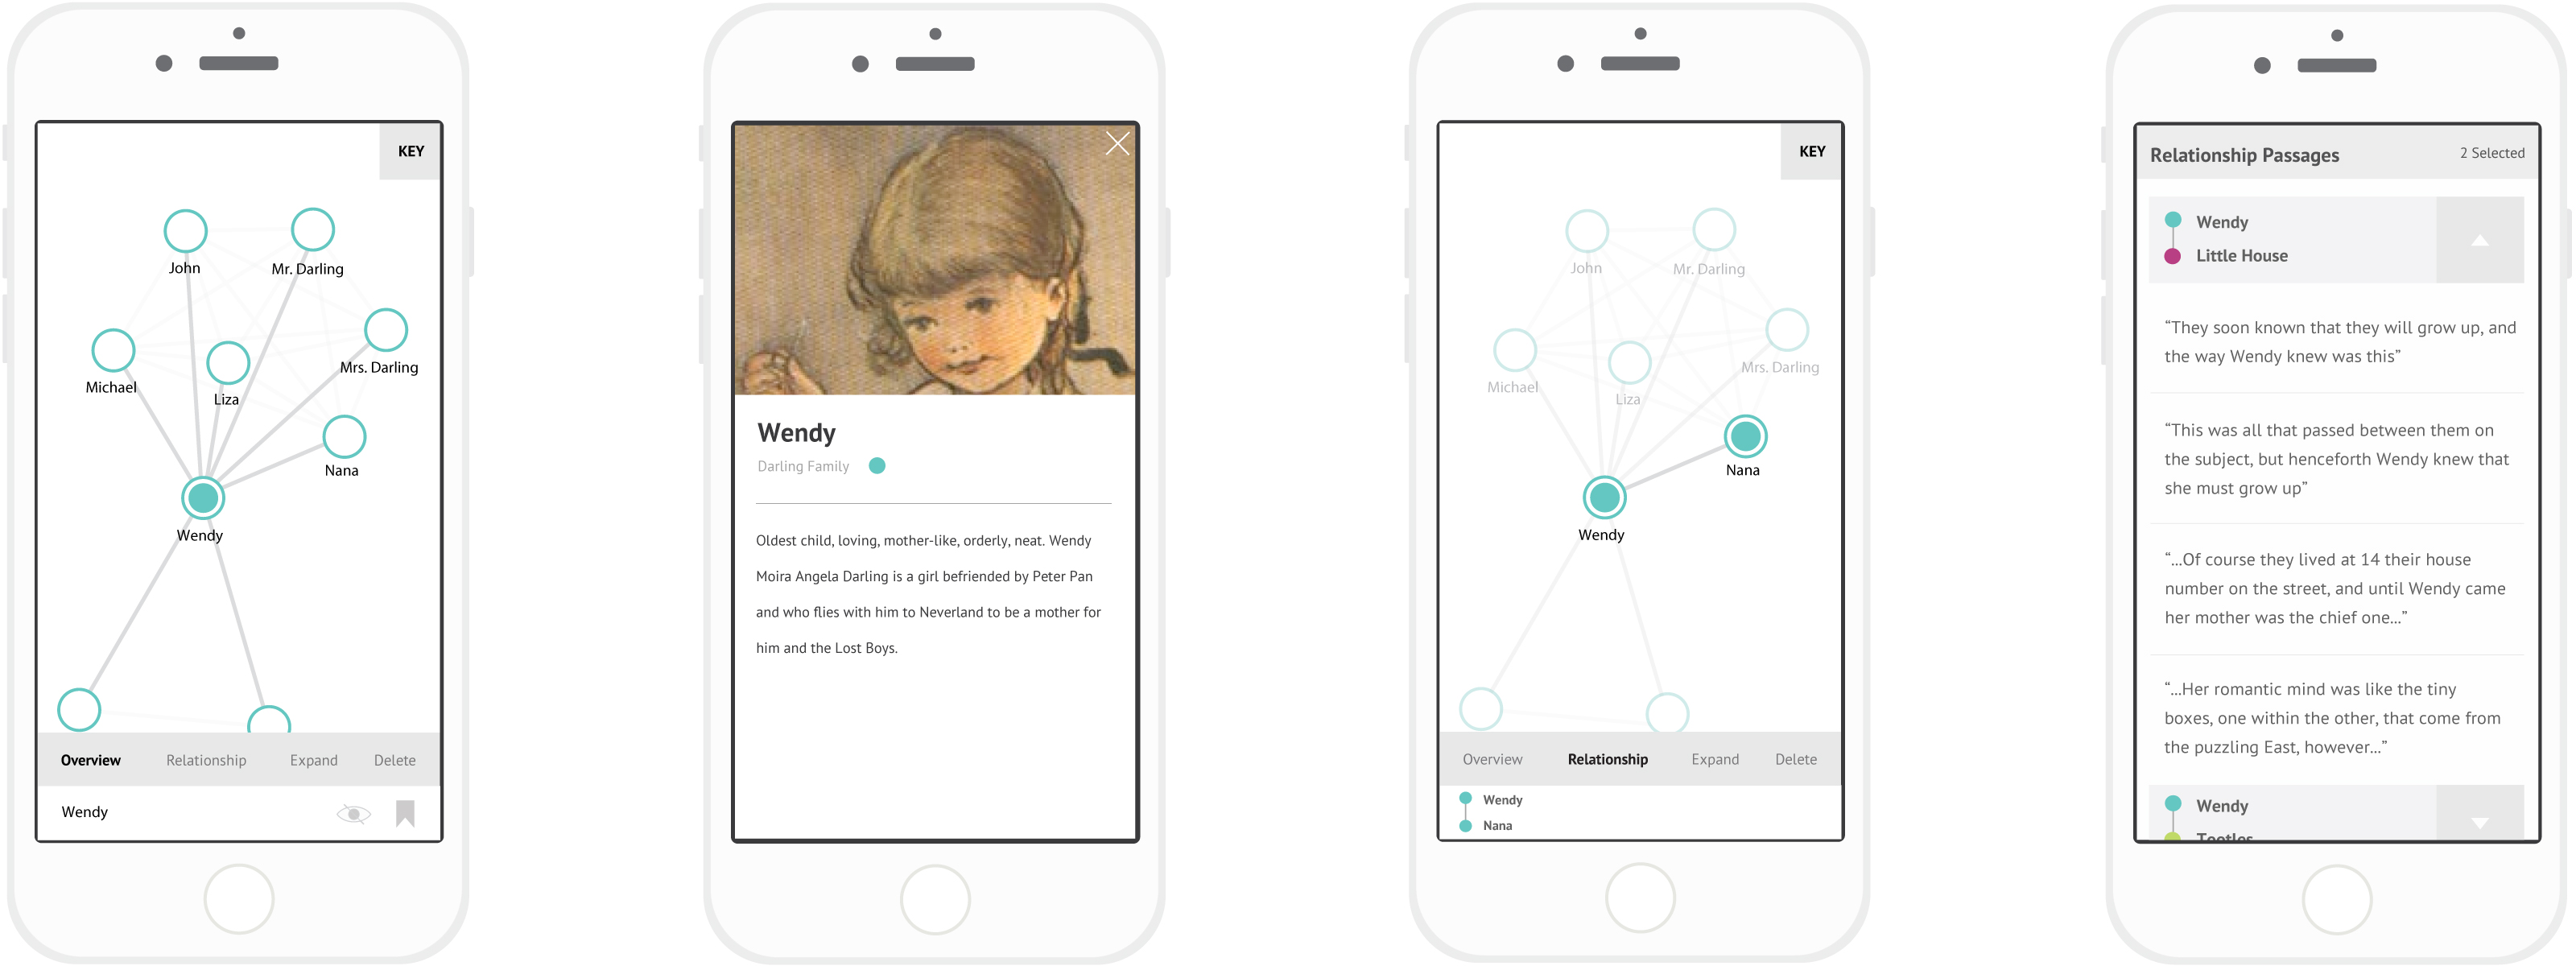 KEY
John
Mr. Darling
Mrs. Darling
Michael
Liza
Nana
Wendy
Overview Relationship Expand Delete
Wendy
Wendy
Darling Family
Oldest child, loving, mother-like, orderly, neat. Wendy
Moira Angela Darling is a girl befriended by Peter Pan
and who flies with him to Neverland to be a mother for
him and the Lost Boys.
KEY
John
Mr. Darling
Mrs. Darling
Michael
Liza
Nana
Wendy
Overview Relationship Expand Delete
Wendy
Nana
Relationship Passages 2 Selected
Wendy
Little House
“They soon known that they will grow up, and
the way Wendy knew was this”
“This was all that passed between them on
the subject, but henceforth Wendy knew that
she must grow up”
“...Of course they lived at 14 their house
number on the street, and until Wendy came
her mother was the chief one...”
“...Her romantic mind was like the tiny
boxes, one within the other, that come from
the puzzling East, however...”
Wendy
Tootles